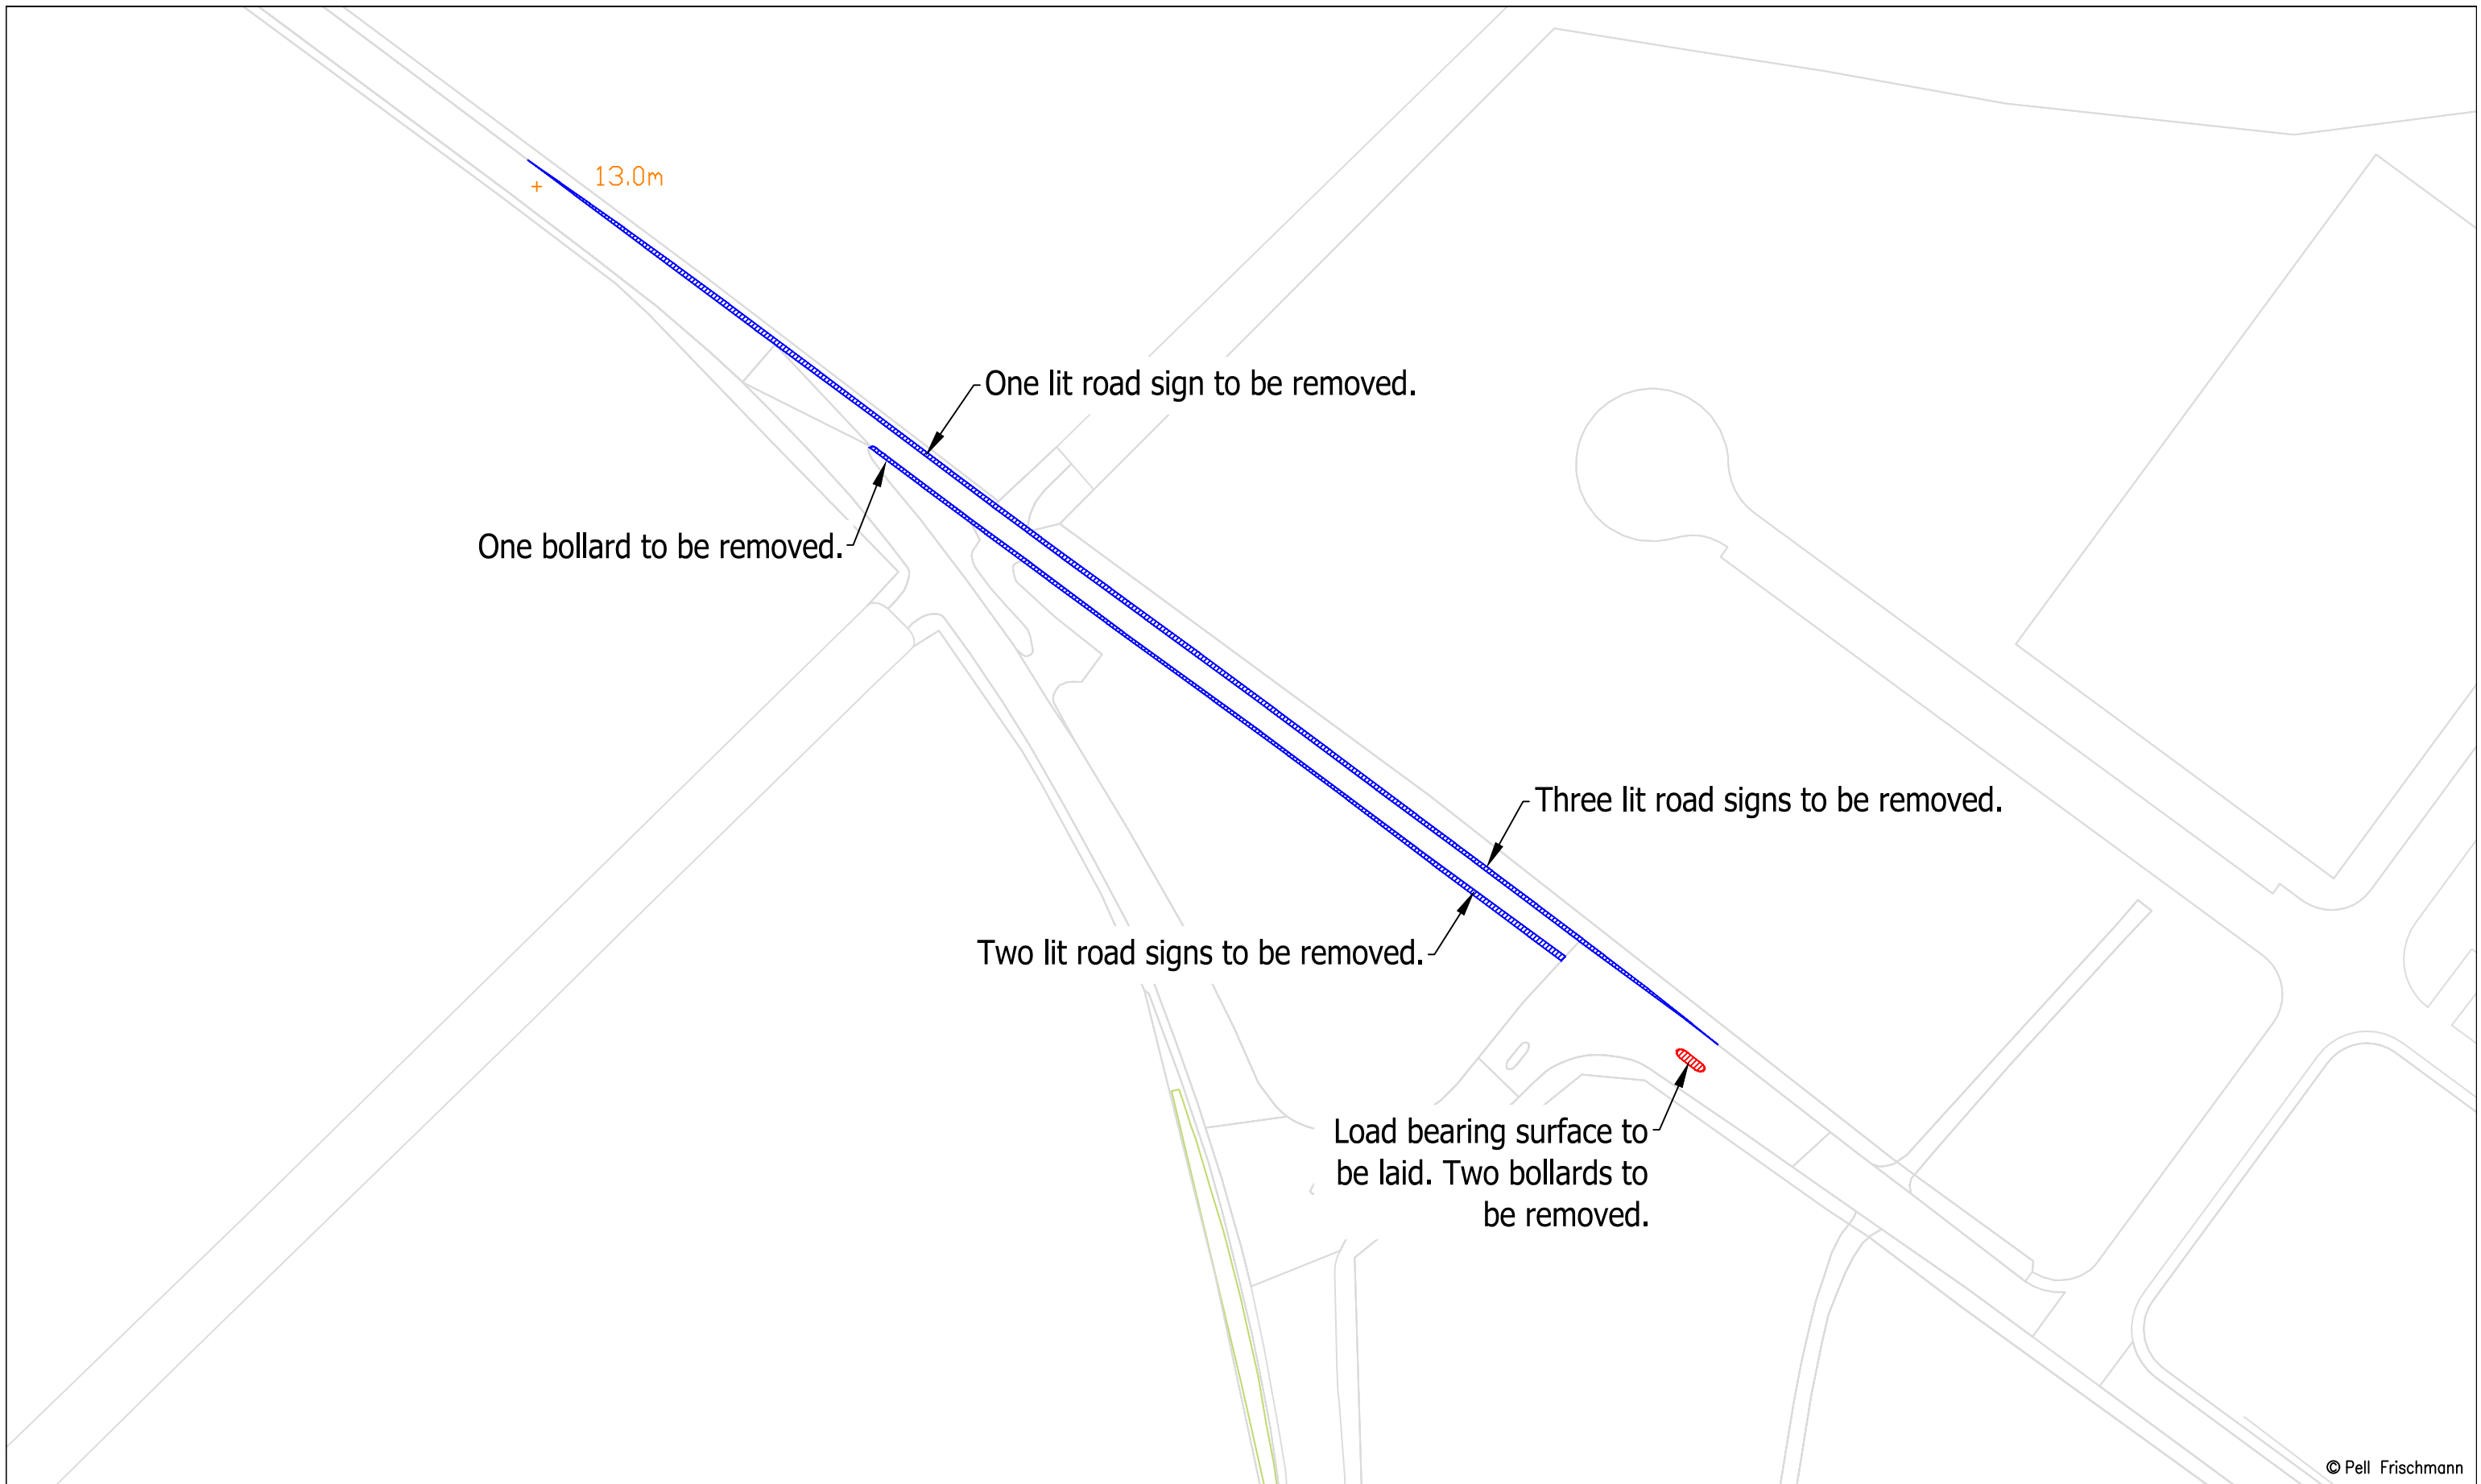 13.0m
One lit road sign to be removed.
One bollard to be removed.
Three lit road signs to be removed.
Two lit road signs to be removed.
Load bearing surface to
be laid. Two bollards to
be removed.
© Pell Frischmann